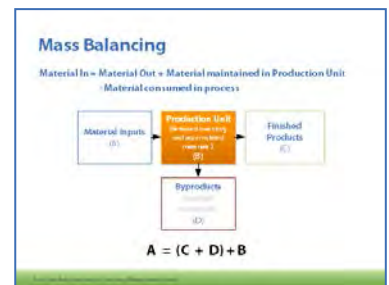 Mass Balancing
Material In = Material Out + Material maintained in Production Unit
- Material consumed in process
Material Inputs
(A)
Production Unit
(B)
Finished
Products
(C)
Byproducts
(D)
A = (C + D) + B